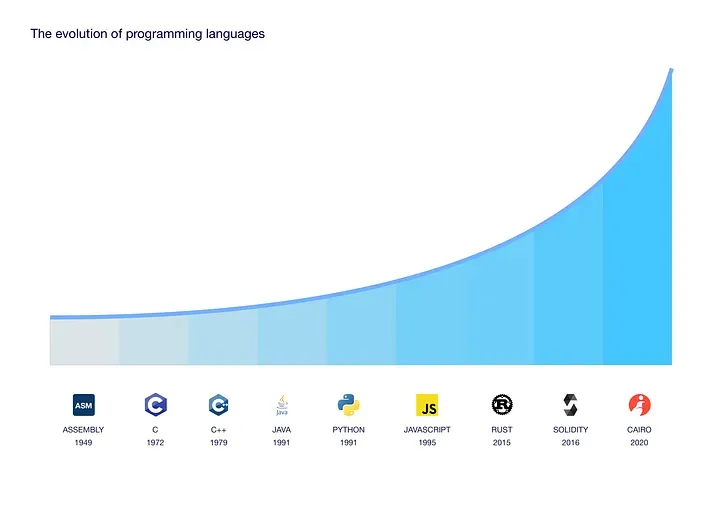 The evolution of programming languages
ASM
C
C++
Java
JS
R
ASSEMBLY
C
C++
JAVA
PYTHON
JAVASCRIPT
RUST
SOLIDITY
CAIRO
1949
1972
1979
1991
1991
1995
2015
2016
2020